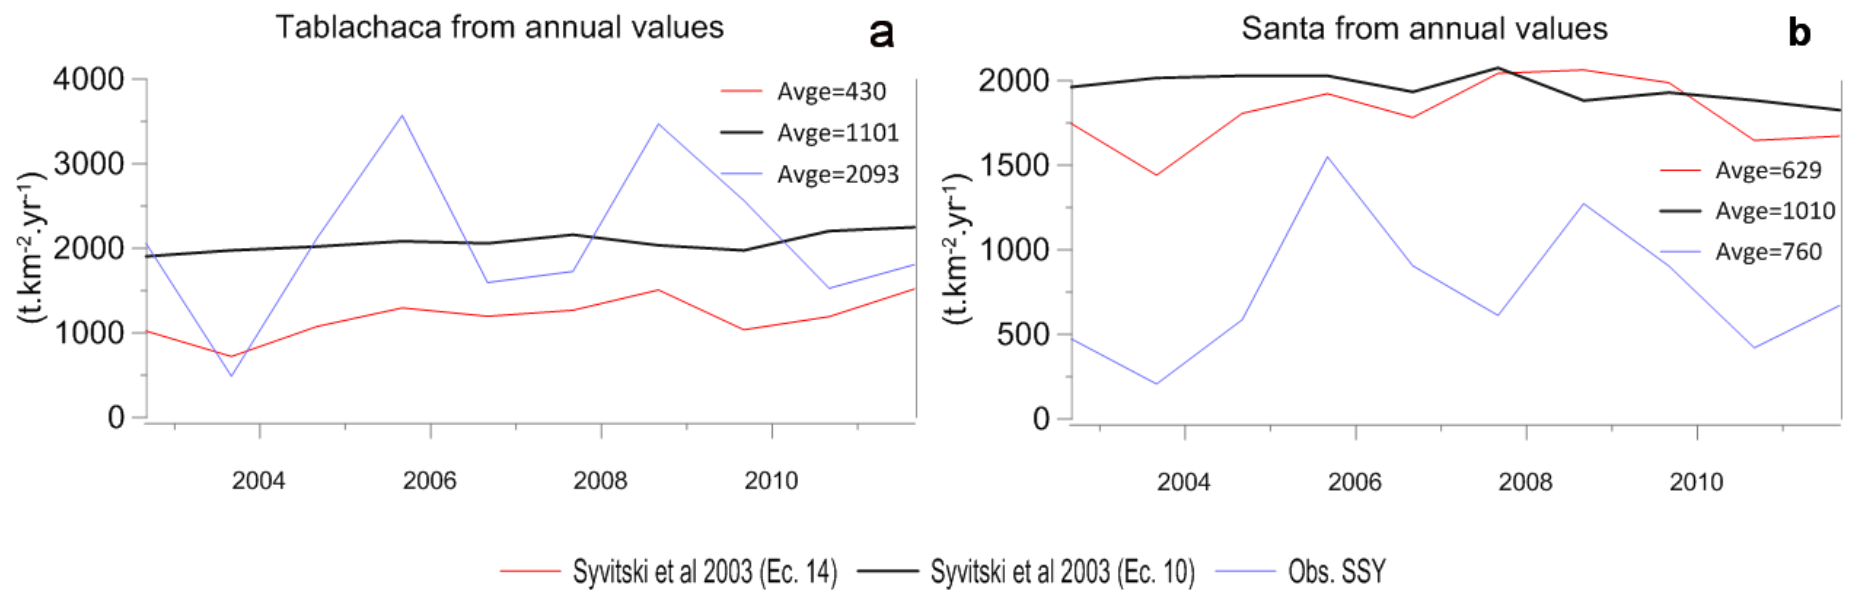 Tablachaca from annual values
a
4000
3000
2000
1000
0
(t.km-2.yr-1)
Avge=430
Avge=1101
Avge=2093
2004
2006
2008
2010
Santa from annual values
b
2000
1500
1000
500
0
(t.km-2.yr-1)
Avge=629
Avge=1010
Avge=760
2004
2006
2008
2010
Syvitski et al 2003 (Ec. 14)
Syvitski et al 2003 (Ec. 10)
Obs. SSY